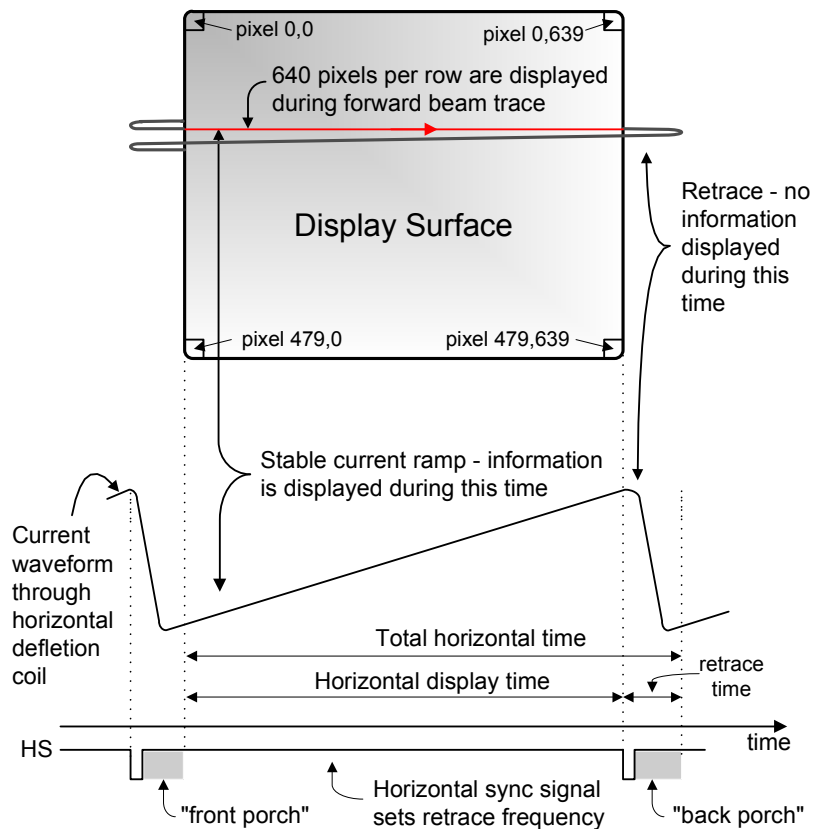 pixel 0,0
pixel 0,639
640 pixels per row are displayed
during forward beam trace
Display Surface
Retrace - no
information
displayed
during this
time
pixel 479,0
pixel 479,639
Stable current ramp - information
is displayed during this time
Current
waveform
through
horizontal
defletion
coil
Total horizontal time
Horizontal display time
retrace
time
time
HS
"front porch"
Horizontal sync signal
sets retrace frequency
"back porch"